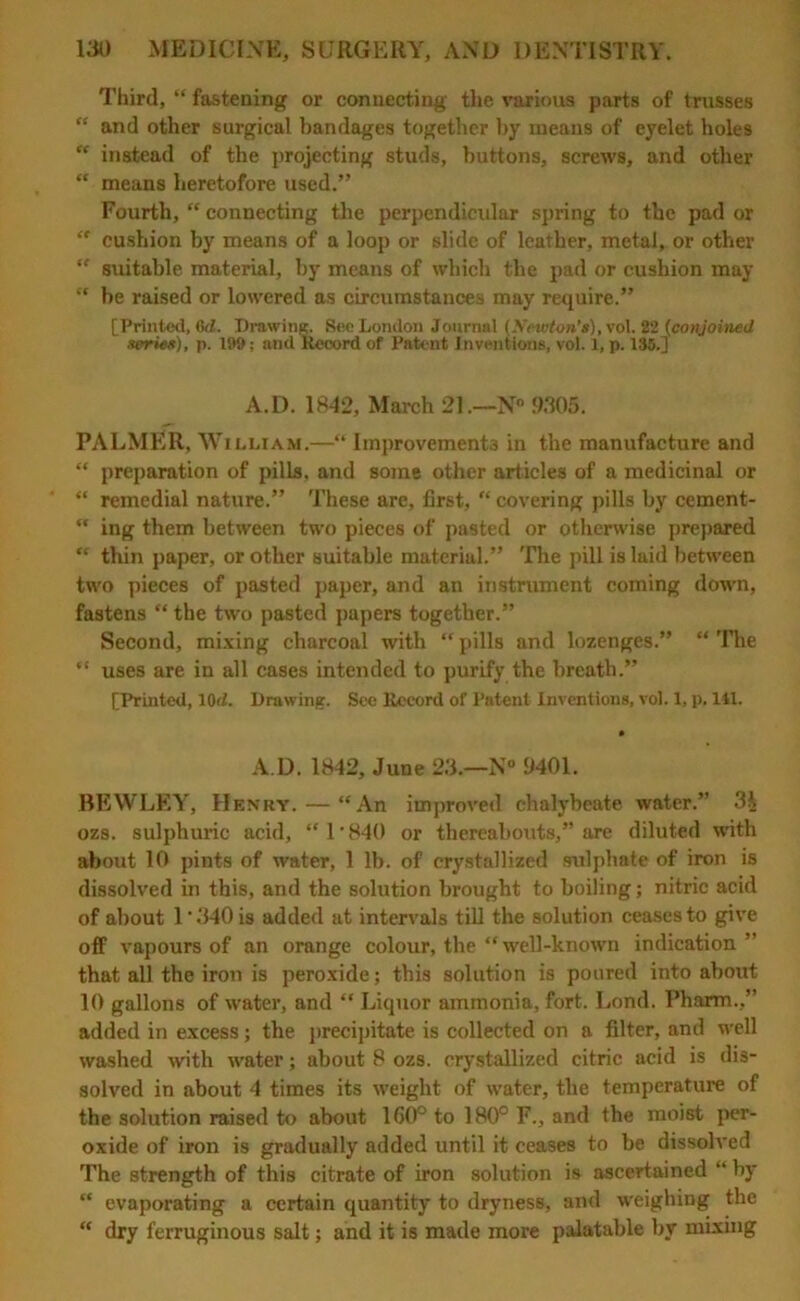 130 MEDICINE, SURGERY, AND DENTISTRY.
Third, “ fastening or connecting the various parts of trusses
“ and other surgical bandages together by means of eyelet holes
“ instead of the projecting studs, buttons, screws, and other
“ means heretofore used.”
Fourth, “ connecting the perpendicular spring to the pad or
“ cushion by means of a loop or slide of leather, metal, or other
“ suitable material, by means of which the pad or cushion may
“ be raised or lowered as circumstances may require.”
[Printed, 6d. Drawing. See London Journal (Newton's), vol. 22 (conjoined
series), p. 199; and Record of Patent Inventions, vol. 1, p. 135.]
A.D. 1842, March 21.—N° 9305.
PALMER, William.—“ Improvements in the manufacture and
“ preparation of pills, and some other articles of a medicinal or
“ remedial nature.” These are, first, “ covering pills by cement-
“ ing them between two pieces of pasted or otherwise prepared
“ thin paper, or other suitable material.” The pill is laid between
two pieces of pasted paper, and an instrument coming down,
fastens “ the two pasted papers together.”
Second, mixing charcoal with “ pills and lozenges.” “ The
“ uses are in all cases intended to purify the breath.”
[Printed, 10d. Drawing. See Record of Patent Inventions, vol. 1, p. 141.
A.D. 1842, June 23.—N° 9401.
BEWLEY, Henry. — “ An improved chalybeate water.” 3½
ozs. sulphuric acid, “ 1·840 or thereabouts,” are diluted with
about 10 pints of water, 1 lb. of crystallized sulphate of iron is
dissolved in this, and the solution brought to boiling; nitric acid
of about 1·340 is added at intervals till the solution ceases to give
off vapours of an orange colour, the “ well-known indication ”
that all the iron is peroxide; this solution is poured into about
10 gallons of water, and “ Liquor ammonia, fort. Lond. Pharm.,”
added in excess; the precipitate is collected on a filter, and well
washed with water; about 8 ozs. crystallized citric acid is dis-
solved in about 4 times its weight of water, the temperature of
the solution raised to about 160° to 180° F., and the moist per-
oxide of iron is gradually added until it ceases to be dissolved
The strength of this citrate of iron solution is ascertained “ by
“ evaporating a certain quantity to dryness, and weighing the
“ dry ferruginous salt; and it is made more palatable by mixing